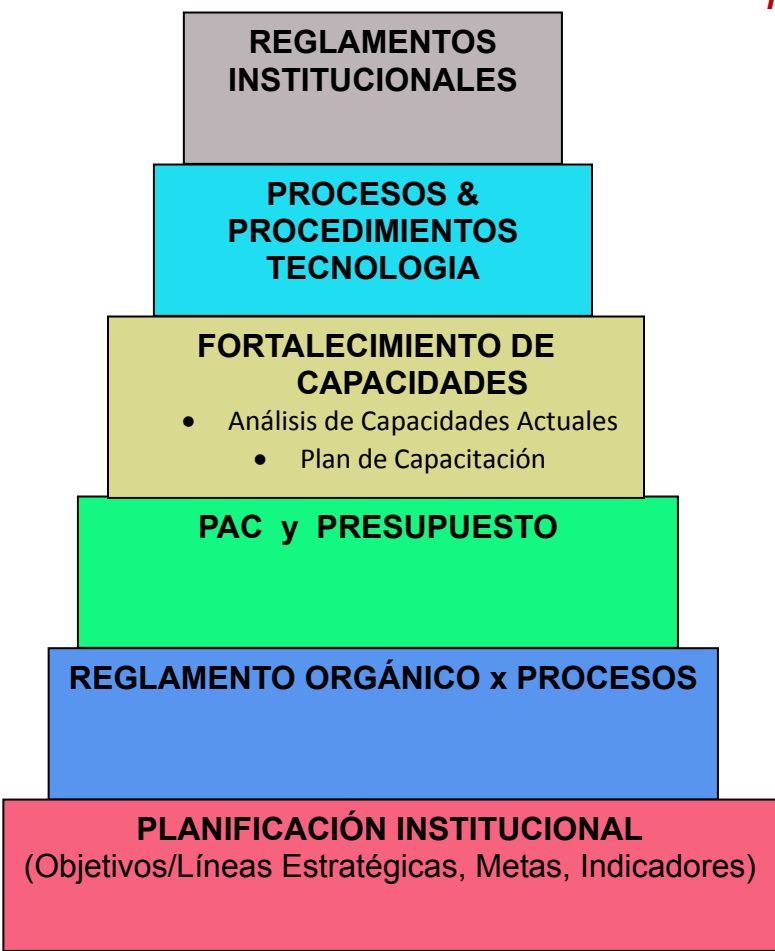 REGLAMENTOS
INSTITUCIONALES
PROCESOS &
PROCEDIMIENTOS
TECNOLOGIA
FORTALECIMIENTO DE
CAPACIDADES
• Análisis de Capacidades Actuales
• Plan de Capacitación
PAC y PRESUPUESTO
REGLAMENTO ORGÁNICO x PROCESOS
PLANIFICACIÓN INSTITUCIONAL
(Objetivos/Líneas Estratégicas, Metas, Indicadores)